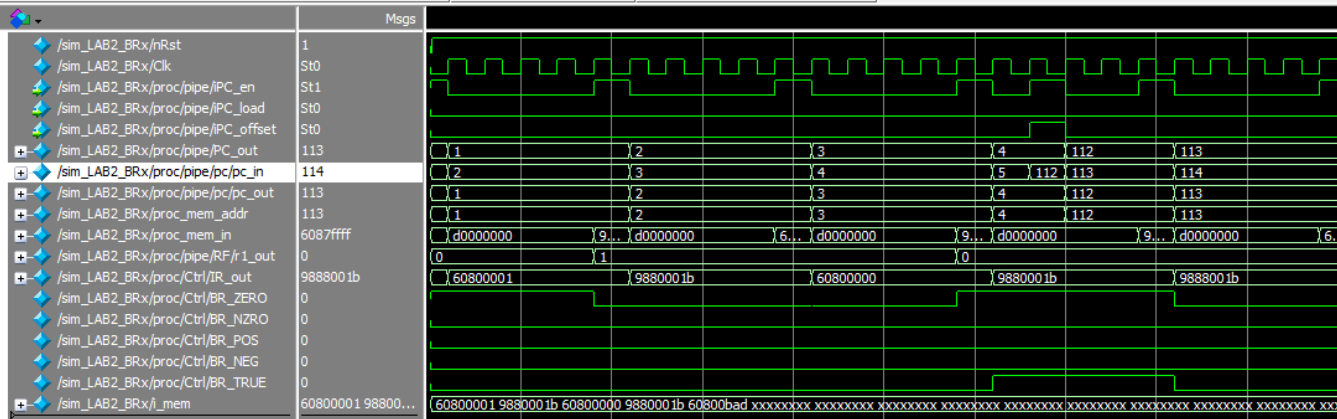 Msgs
/sim_LAB2_BRx/nRst 1
/sim_LAB2_BRx/Clk St0
/sim_LAB2_BRx/proc/pipe/iPC_en St1
/sim_LAB2_BRx/proc/pipe/iPC_load St0
/sim_LAB2_BRx/proc/pipe/iPC_offset St0
/sim_LAB2_BRx/proc/pipe/PC_out 113 1 2 3 4 112 113
/sim_LAB2_BRx/proc/pipe/pc/pc_in 114 2 3 4 5 112 113 114
/sim_LAB2_BRx/proc/pipe/pc/pc_out 113 1 2 3 4 112 113
/sim_LAB2_BRx/proc_mem_addr 113 1 2 3 4 112 113
/sim_LAB2_BRx/proc_mem_in 6087ffff d0000000 9... d0000000 6... d0000000 9... d0000000 9... d0000000 6...
/sim_LAB2_BRx/proc/pipe/RF/r1_out 0 0 1 0
/sim_LAB2_BRx/proc/Ctrl/IR_out 9888001b 60800001 9880001b 60800000 9880001b 9888001b
/sim_LAB2_BRx/proc/Ctrl/BR_ZERO 0
/sim_LAB2_BRx/proc/Ctrl/BR_NZRO 0
/sim_LAB2_BRx/proc/Ctrl/BR_POS 0
/sim_LAB2_BRx/proc/Ctrl/BR_NEG 0
/sim_LAB2_BRx/proc/Ctrl/BR_TRUE 0
/sim_LAB2_BRx/i_mem 60800001 98800... 60800001 9880001b 60800000 9880001b 60800bad xxxxxxxx xxxxxxxx xxxxxxxx xxxxxxxx xxxxxxxx xxxxxxxx xxxxxxxx xxxxxxxx xxxxxxxx xxxxxxxx xxx